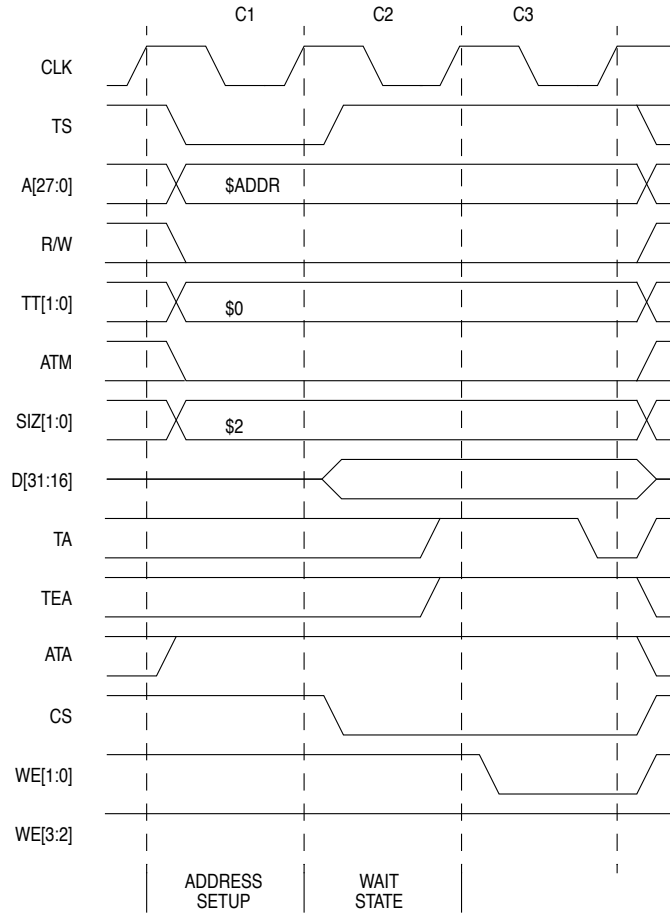 C1 C2 C3
CLK
TS
A[27:0] $ADDR
R/W
TT[1:0] $0
ATM
SIZ[1:0] $2
D[31:16]
TA
TEA
ATA
CS
WE[1:0]
WE[3:2]
ADDRESS WAIT
SETUP STATE